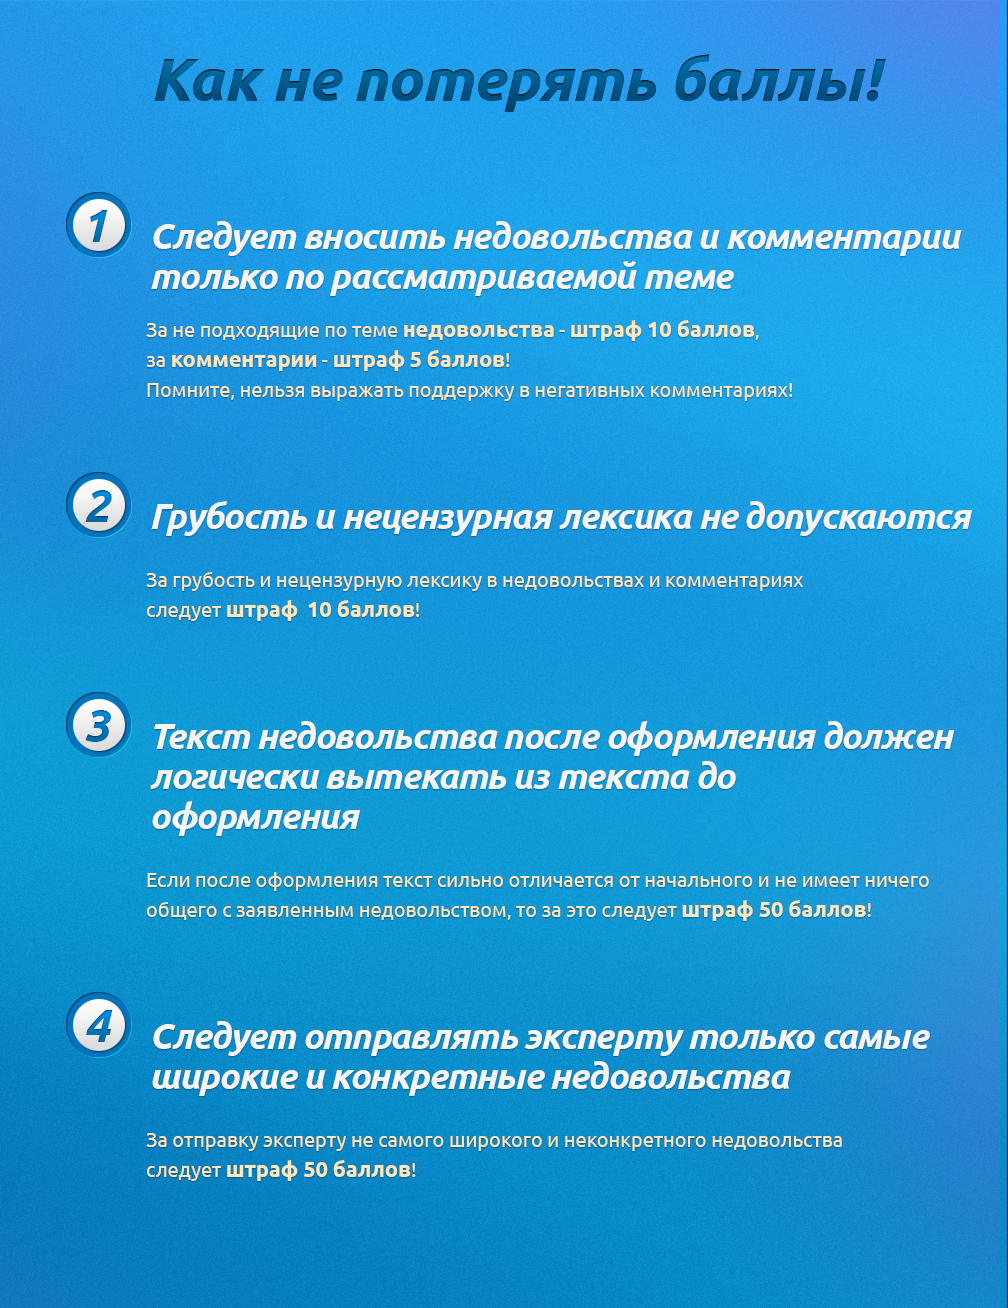 Как не потерять баллы!
1
Следует вносить недовольства и комментарии
только по рассматриваемой теме
За не подходящие по теме недовольства - штраф 10 баллов,
за комментарии - штраф 5 баллов!
Помните, нельзя выражать поддержку в негативных комментариях!
2
Грубость и нецензурная лексика не допускаются
За грубость и нецензурную лексику в недовольствах и комментариях
следует штраф 10 баллов!
3
Текст недовольства после оформления должен
логически вытекать из текста до
оформления
Если после оформления текст сильно отличается от начального и не имеет ничего
общего с заявленным недовольством, то за это следует штраф 50 баллов!
4
Следует отправлять эксперту только самые
широкие и конкретные недовольства
За отправку эксперту не самого широкого и неконкретного недовольства
следует штраф 50 баллов!